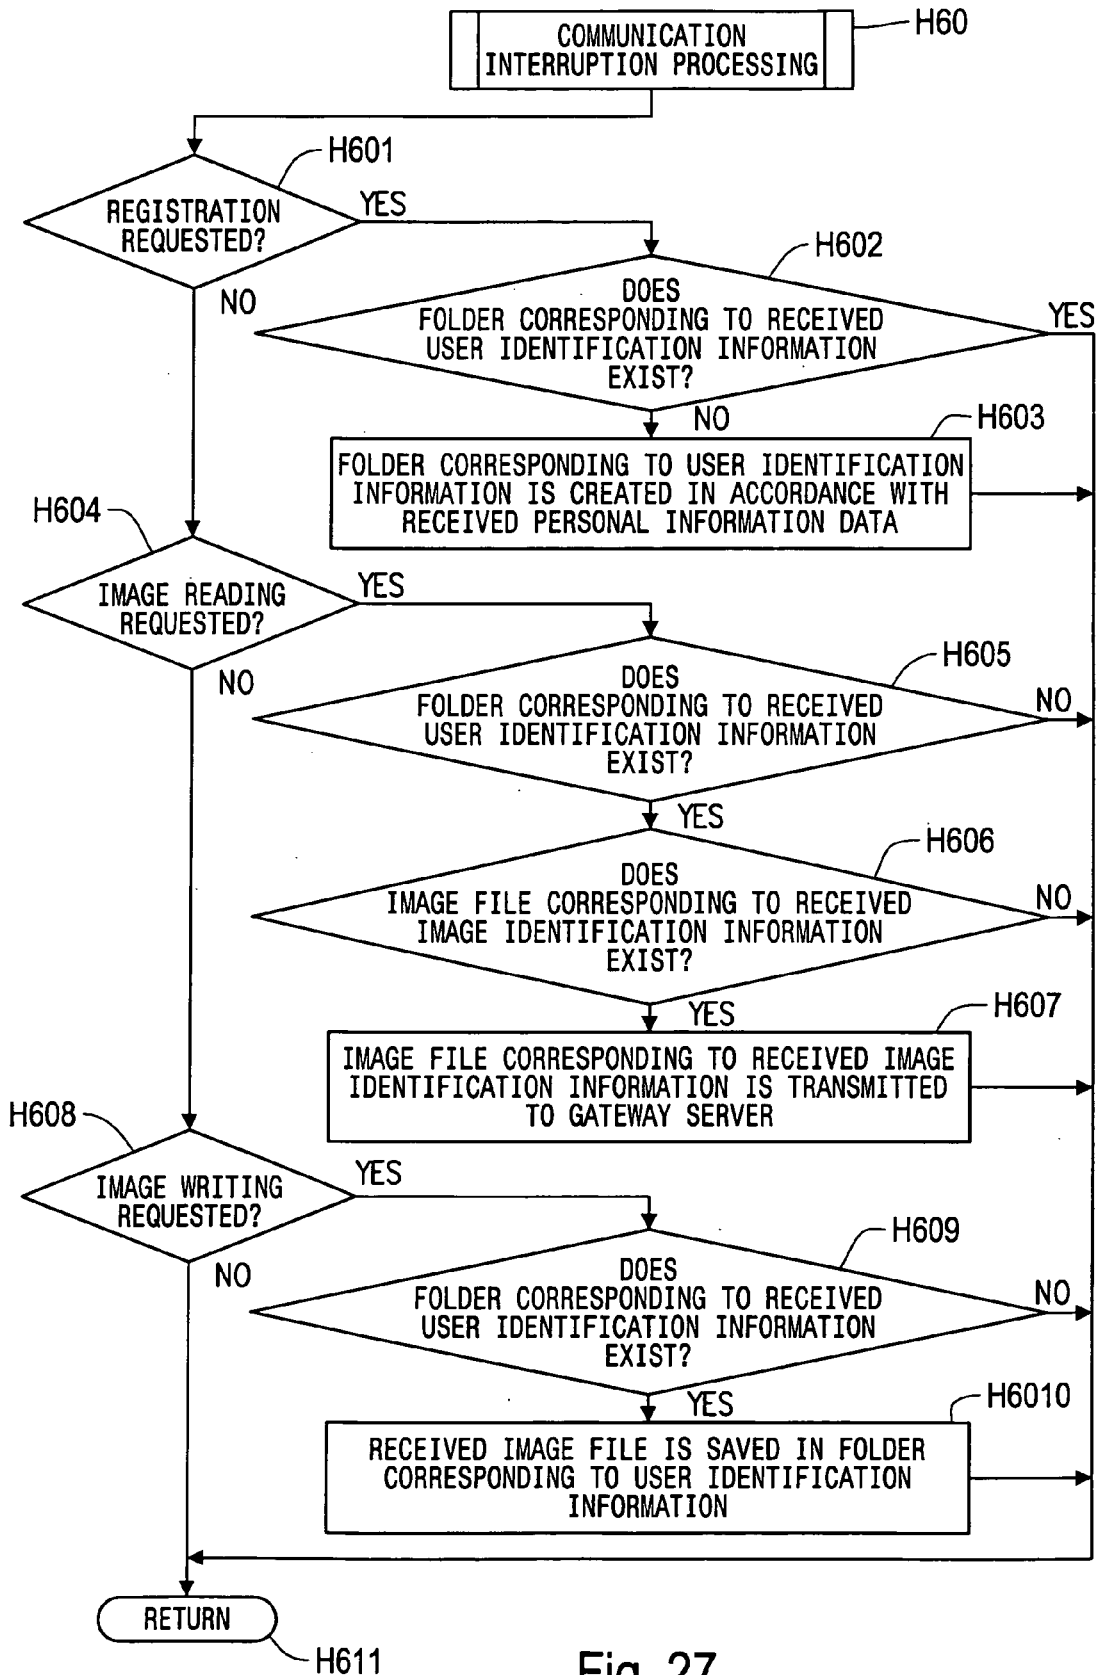 COMMUNICATION
INTERRUPTION PROCESSING
H60
H601
REGISTRATION
REQUESTED?
YES
NO
H602
DOES
FOLDER CORRESPONDING TO RECEIVED
USER IDENTIFICATION INFORMATION
EXIST?
YES
NO
H603
FOLDER CORRESPONDING TO USER IDENTIFICATION
INFORMATION IS CREATED IN ACCORDANCE WITH
RECEIVED PERSONAL INFORMATION DATA
H604
IMAGE READING
REQUESTED?
YES
NO
H605
DOES
FOLDER CORRESPONDING TO RECEIVED
USER IDENTIFICATION INFORMATION
EXIST?
NO
YES
H606
DOES
IMAGE FILE CORRESPONDING TO RECEIVED
IMAGE IDENTIFICATION INFORMATION
EXIST?
NO
YES
H607
IMAGE FILE CORRESPONDING TO RECEIVED IMAGE
IDENTIFICATION INFORMATION IS TRANSMITTED
TO GATEWAY SERVER
H608
IMAGE WRITING
REQUESTED?
YES
NO
H609
DOES
FOLDER CORRESPONDING TO RECEIVED
USER IDENTIFICATION INFORMATION
EXIST?
NO
YES
H6010
RECEIVED IMAGE FILE IS SAVED IN FOLDER
CORRESPONDING TO USER IDENTIFICATION
INFORMATION
RETURN
H611
Fig. 27